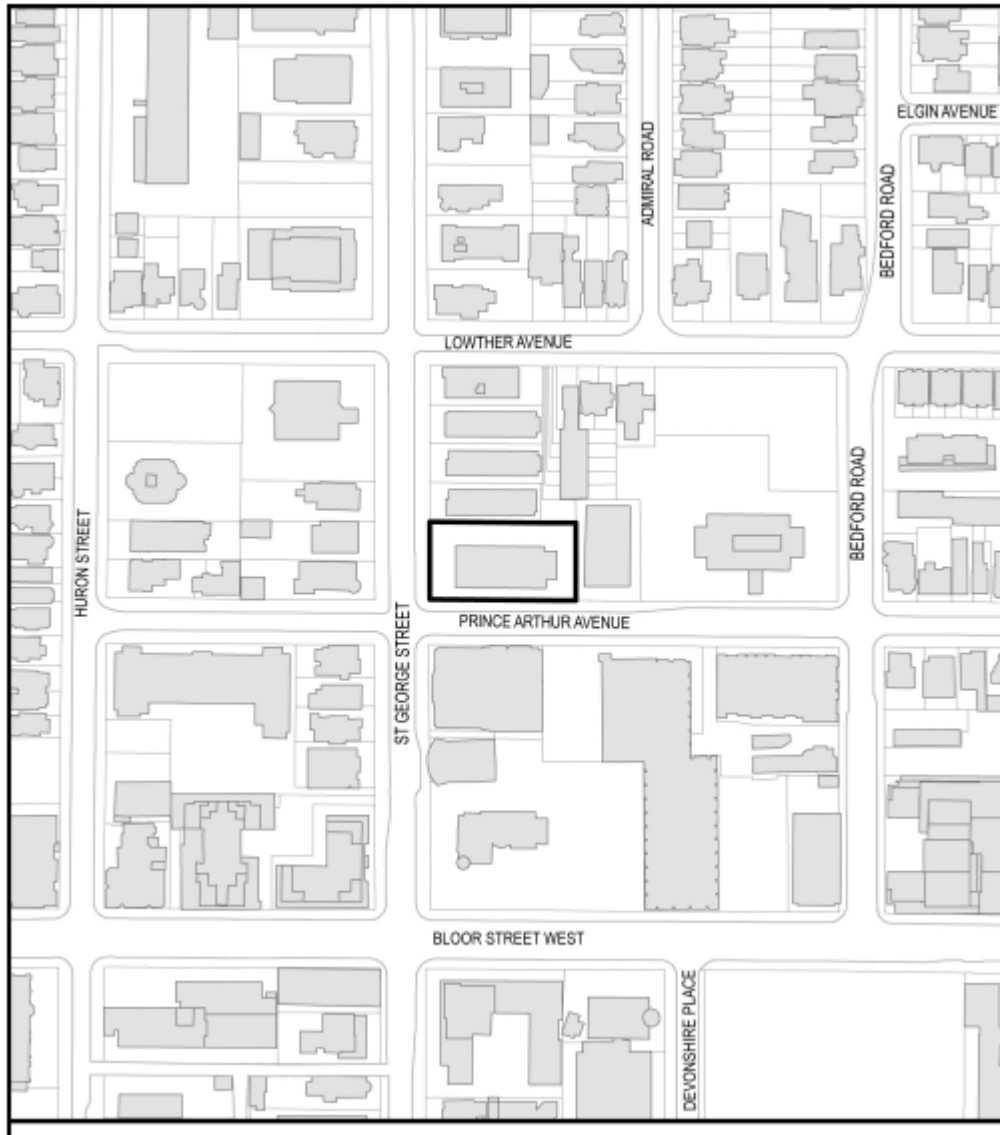 ELGIN AVENUE
ADMIRAL ROAD
BEDFORD ROAD
LOWTHER AVENUE
HURON STREET
BEDFORD ROAD
ST GEORGE STREET
PRINCE ARTHUR AVENUE
BLOOR STREET WEST
DEVONSHIRE PLACE